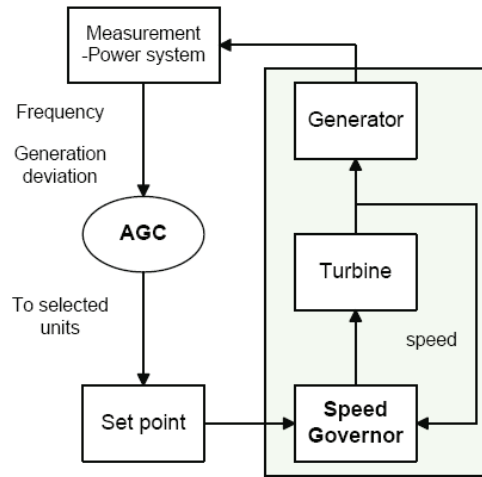 Measurement
-Power system
Frequency
Generation
deviation
AGC
To selected
units
Set point
Generator
Turbine
speed
Speed
Governor